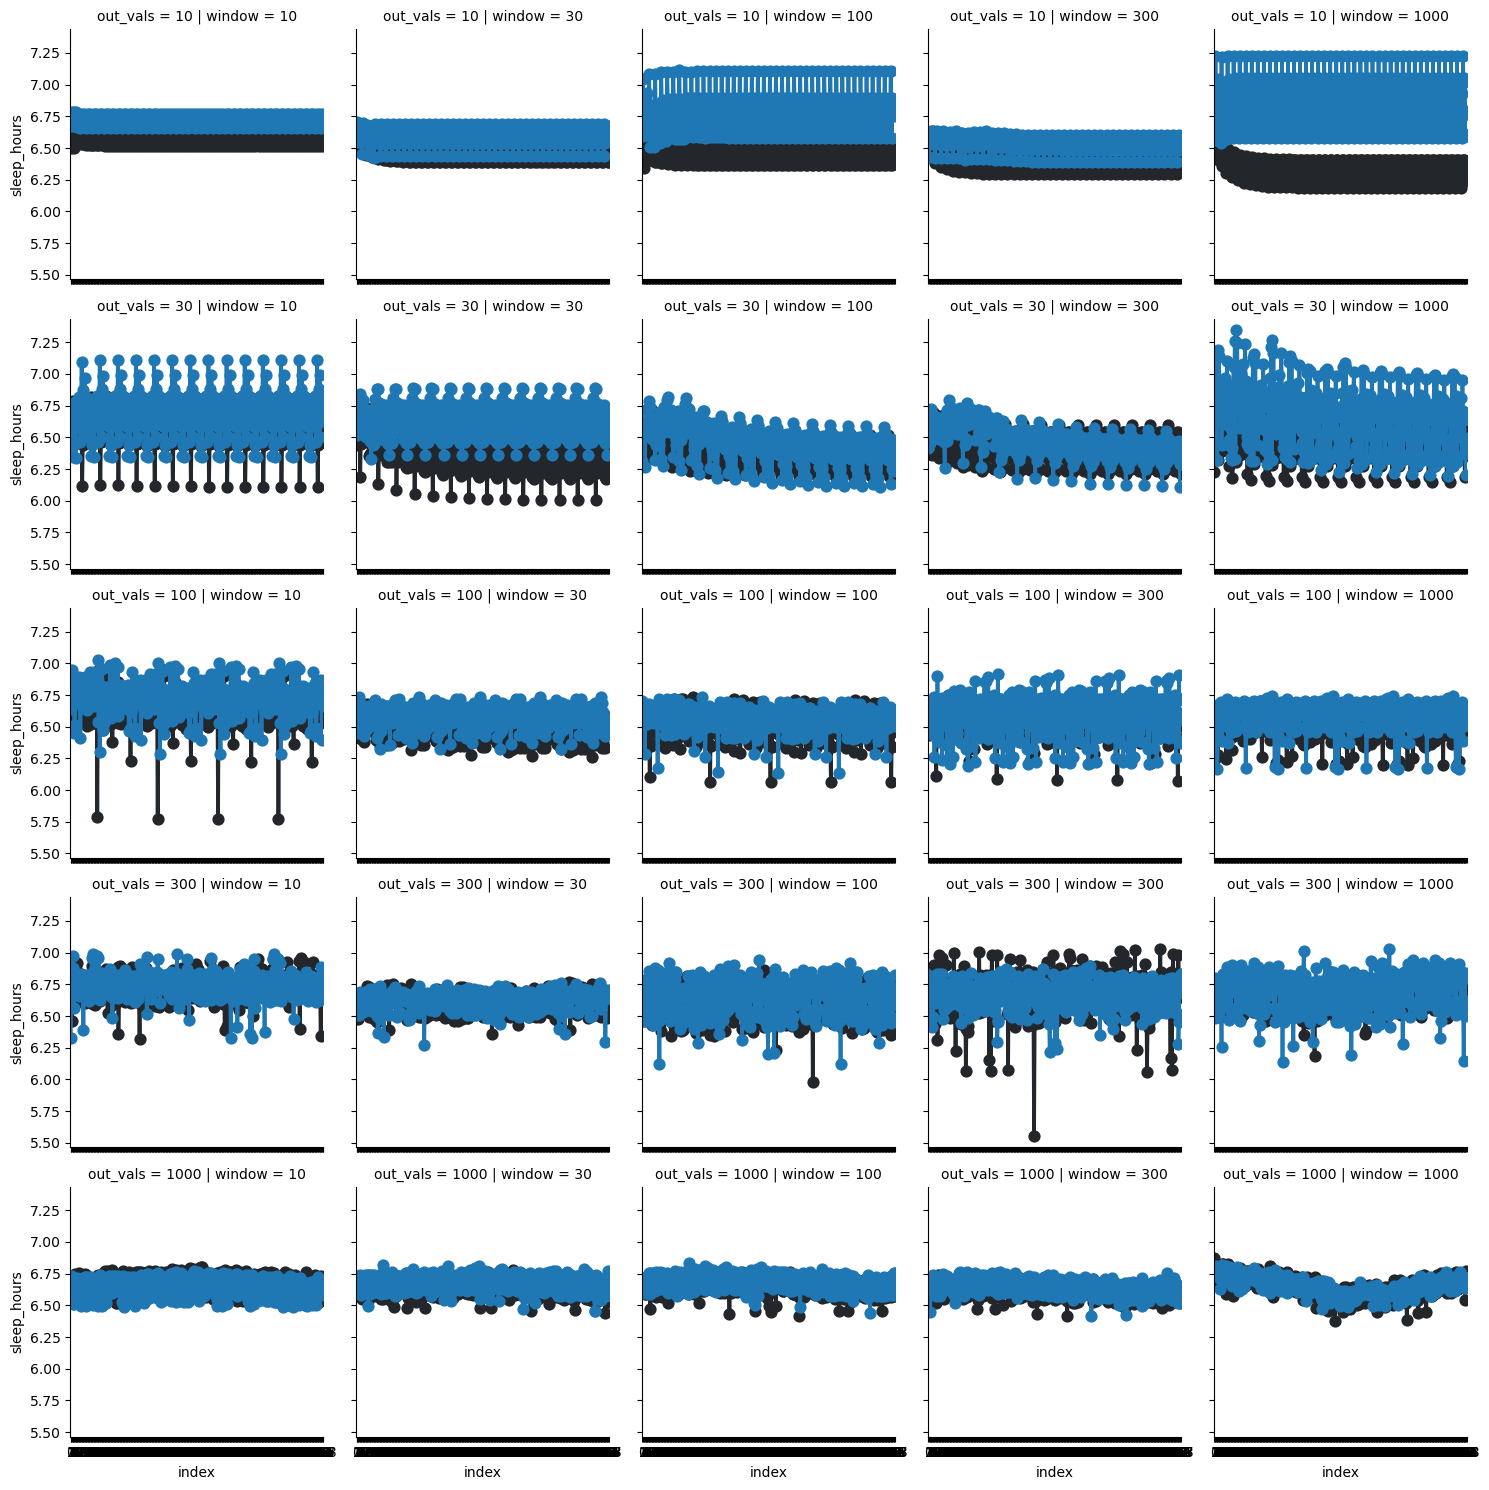 out_vals = 10 | window = 10
out_vals = 10 | window = 30
out_vals = 10 | window = 100
out_vals = 10 | window = 300
out_vals = 10 | window = 1000
7.25
7.00
6.75
6.50
6.25
6.00
5.75
5.50
sleep_hours
out_vals = 30 | window = 10
out_vals = 30 | window = 30
out_vals = 30 | window = 100
out_vals = 30 | window = 300
out_vals = 30 | window = 1000
7.25
7.00
6.75
6.50
6.25
6.00
5.75
5.50
sleep_hours
out_vals = 100 | window = 10
out_vals = 100 | window = 30
out_vals = 100 | window = 100
out_vals = 100 | window = 300
out_vals = 100 | window = 1000
7.25
7.00
6.75
6.50
6.25
6.00
5.75
5.50
sleep_hours
out_vals = 300 | window = 10
out_vals = 300 | window = 30
out_vals = 300 | window = 100
out_vals = 300 | window = 300
out_vals = 300 | window = 1000
7.25
7.00
6.75
6.50
6.25
6.00
5.75
5.50
sleep_hours
out_vals = 1000 | window = 10
out_vals = 1000 | window = 30
out_vals = 1000 | window = 100
out_vals = 1000 | window = 300
out_vals = 1000 | window = 1000
7.25
7.00
6.75
6.50
6.25
6.00
5.75
5.50
sleep_hours
index
index
index
index
index